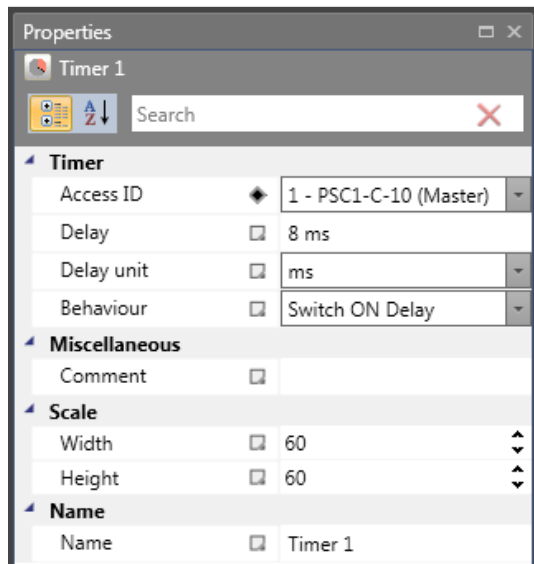 Properties
Timer 1
A Z Search
Timer
Access ID 1 - PSC1-C-10 (Master)
Delay 8 ms
Delay unit ms
Behaviour Switch ON Delay
Miscellaneous
Comment
Scale
Width 60
Height 60
Name
Name Timer 1